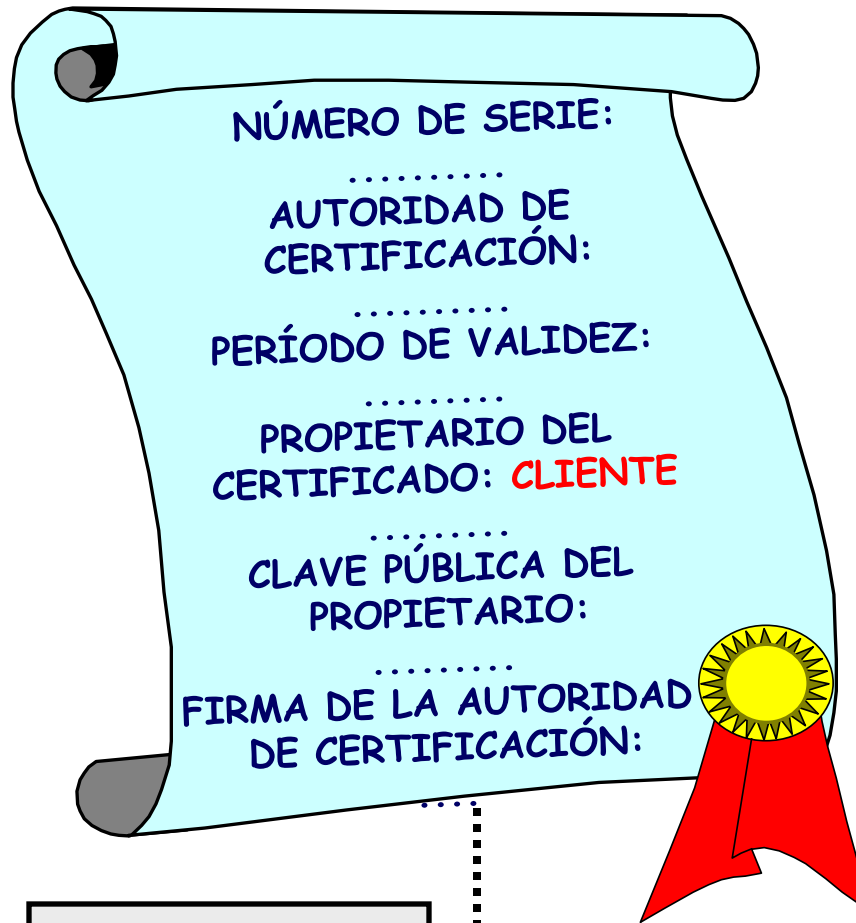 NÚMERO DE SERIE:
..........
AUTORIDAD DE
CERTIFICACIÓN:
..........
PERÍODO DE VALIDEZ:
.........
PROPIETARIO DEL
CERTIFICADO: CLIENTE
.........
CLAVE PÚBLICA DEL
PROPIETARIO:
.........
FIRMA DE LA AUTORIDAD
DE CERTIFICACIÓN:
....